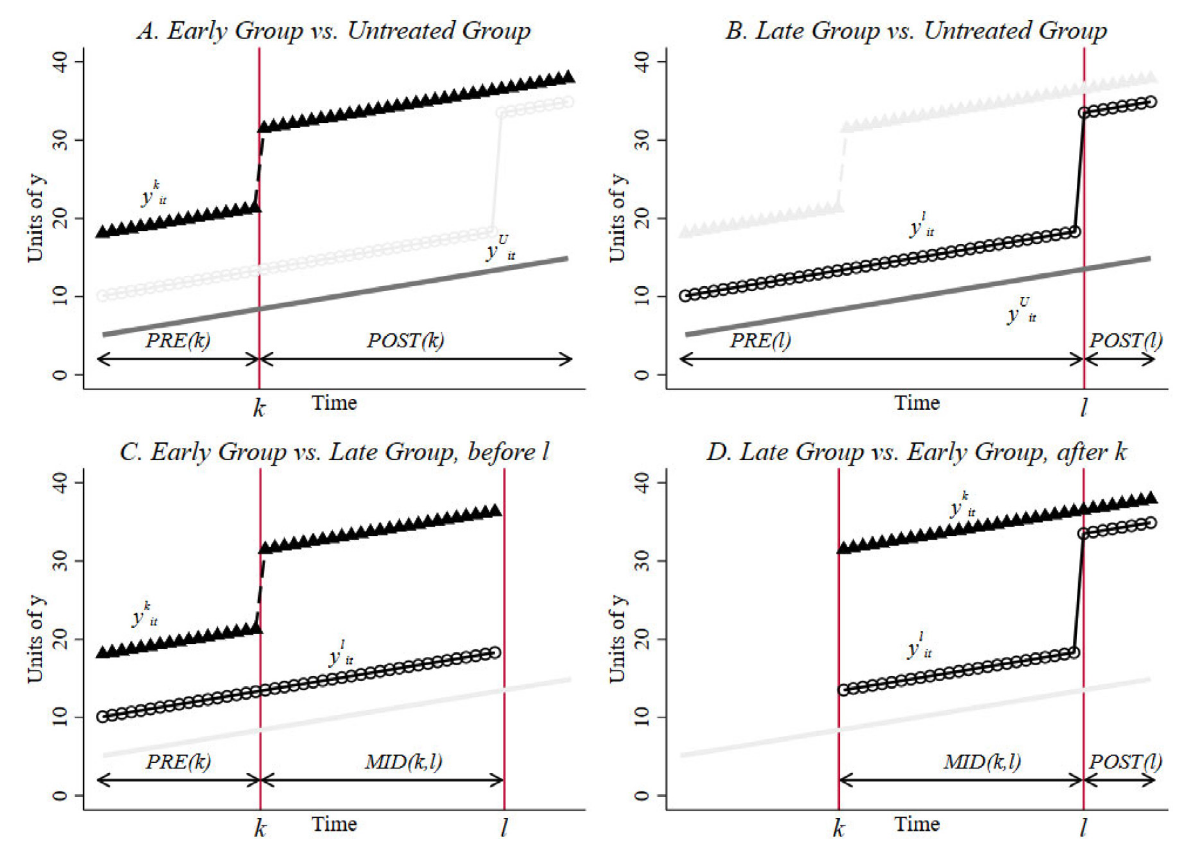 A. Early Group vs. Untreated Group
Units of y
40
30
20
10
0
y^k_it
y^U_it
PRE(k)
POST(k)
k
Time
B. Late Group vs. Untreated Group
Units of y
40
30
20
10
0
y^l_it
y^U_it
PRE(l)
POST(l)
Time
l
C. Early Group vs. Late Group, before l
Units of y
40
30
20
10
0
y^k_it
y^l_it
PRE(k)
MID(k,l)
k
Time
l
D. Late Group vs. Early Group, after k
Units of y
40
30
20
10
0
y^k_it
y^l_it
MID(k,l)
POST(l)
k
Time
l